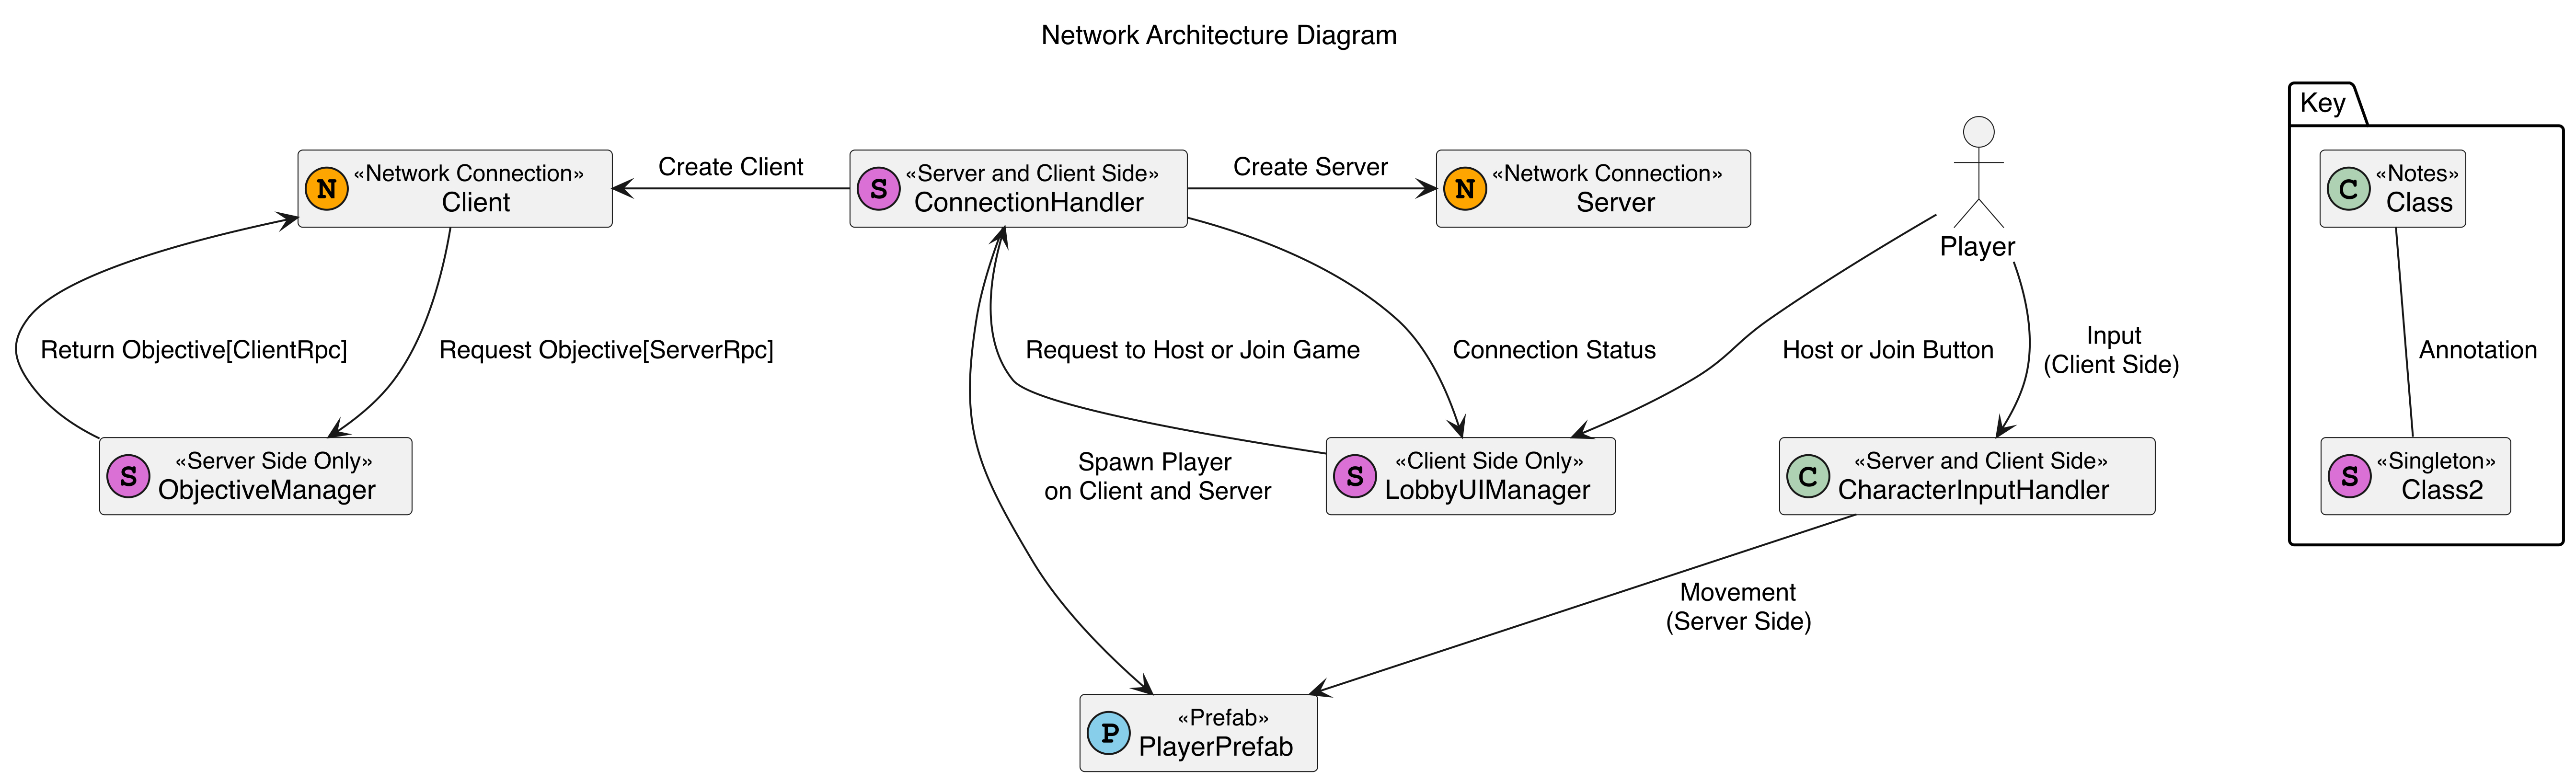 Network Architecture Diagram
Key
N «Network Connection»
Client
Create Client
S «Server and Client Side»
ConnectionHandler
Create Server
N «Network Connection»
Server
Player
C «Notes»
Class
Return Objective[ClientRpc]
Request Objective[ServerRpc]
Request to Host or Join Game
Connection Status
Host or Join Button
Input
(Client Side)
Annotation
S «Server Side Only»
ObjectiveManager
Spawn Player
on Client and Server
S «Client Side Only»
LobbyUIManager
C «Server and Client Side»
CharacterInputHandler
S «Singleton»
Class2
Movement
(Server Side)
P «Prefab»
PlayerPrefab